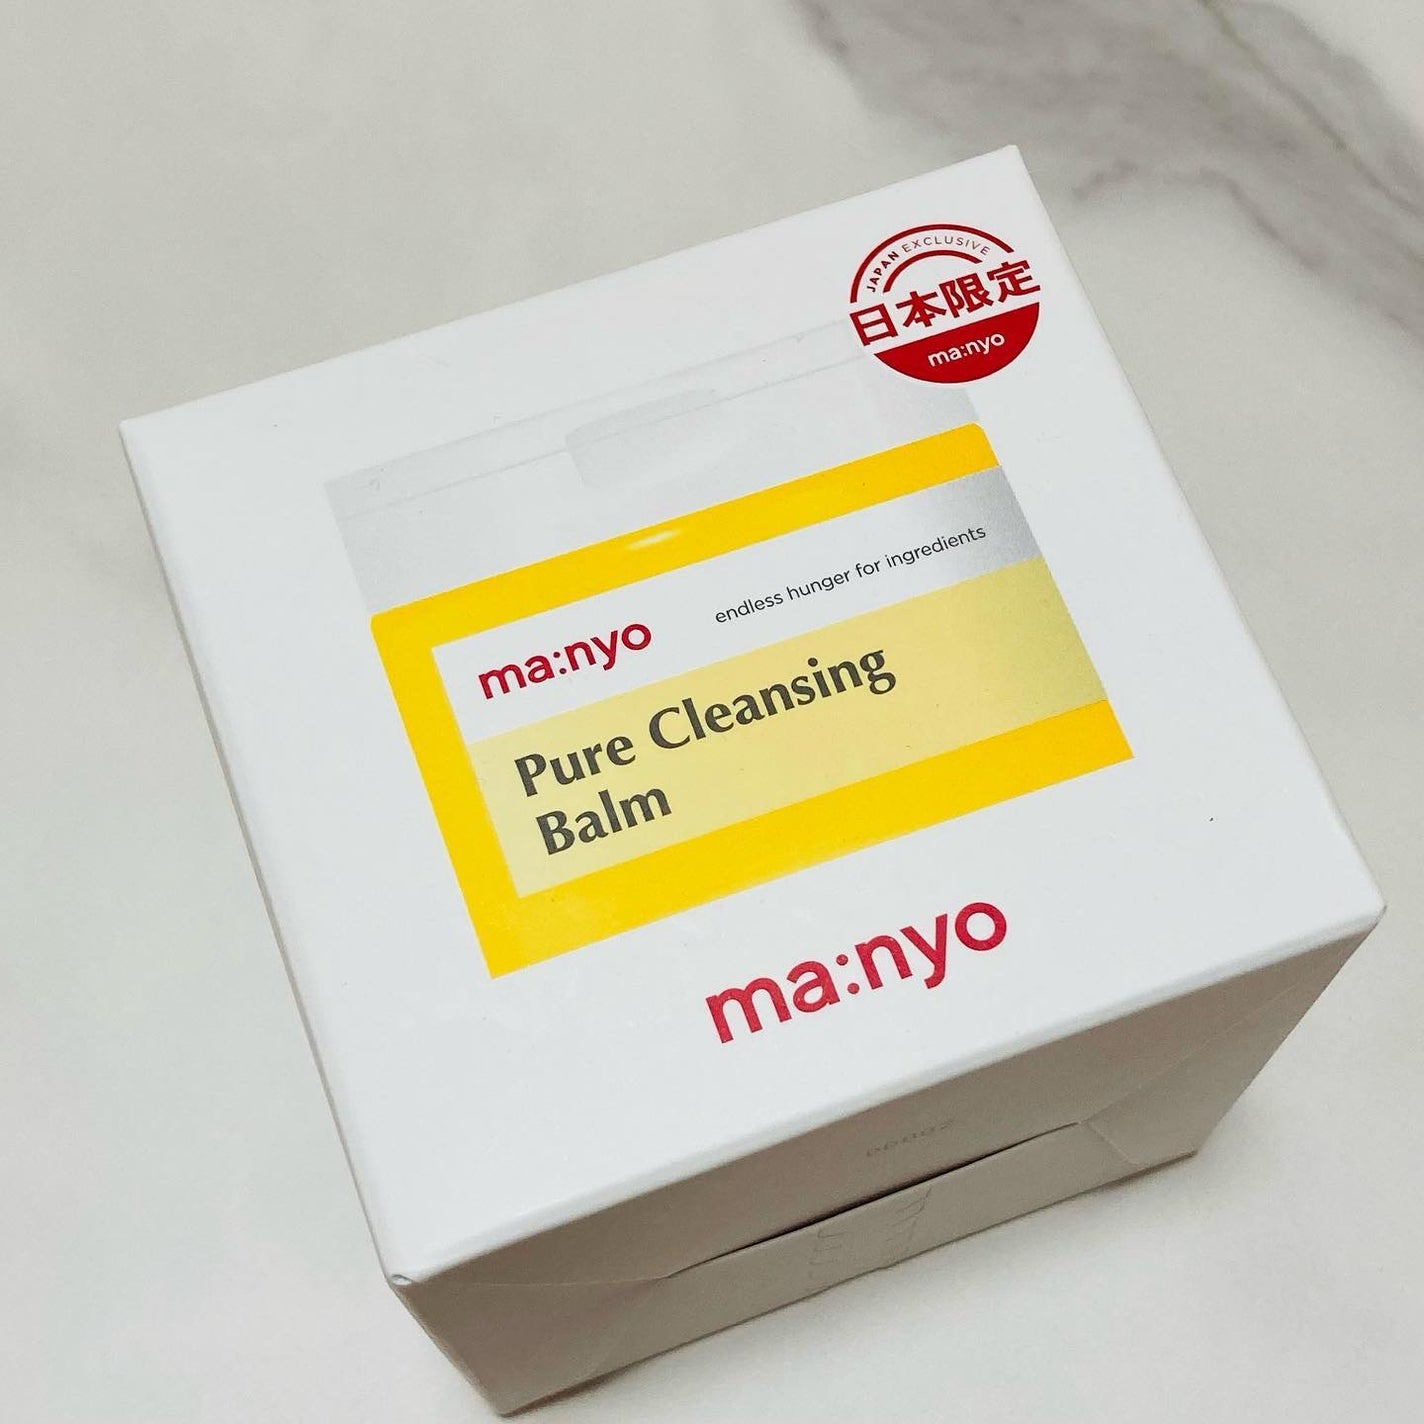 JAPAN EXCLUSIVE
日本限定
ma:nyo
ma:nyo
endless hunger for ingredients
Pure Cleansing
Balm
ma:nyo